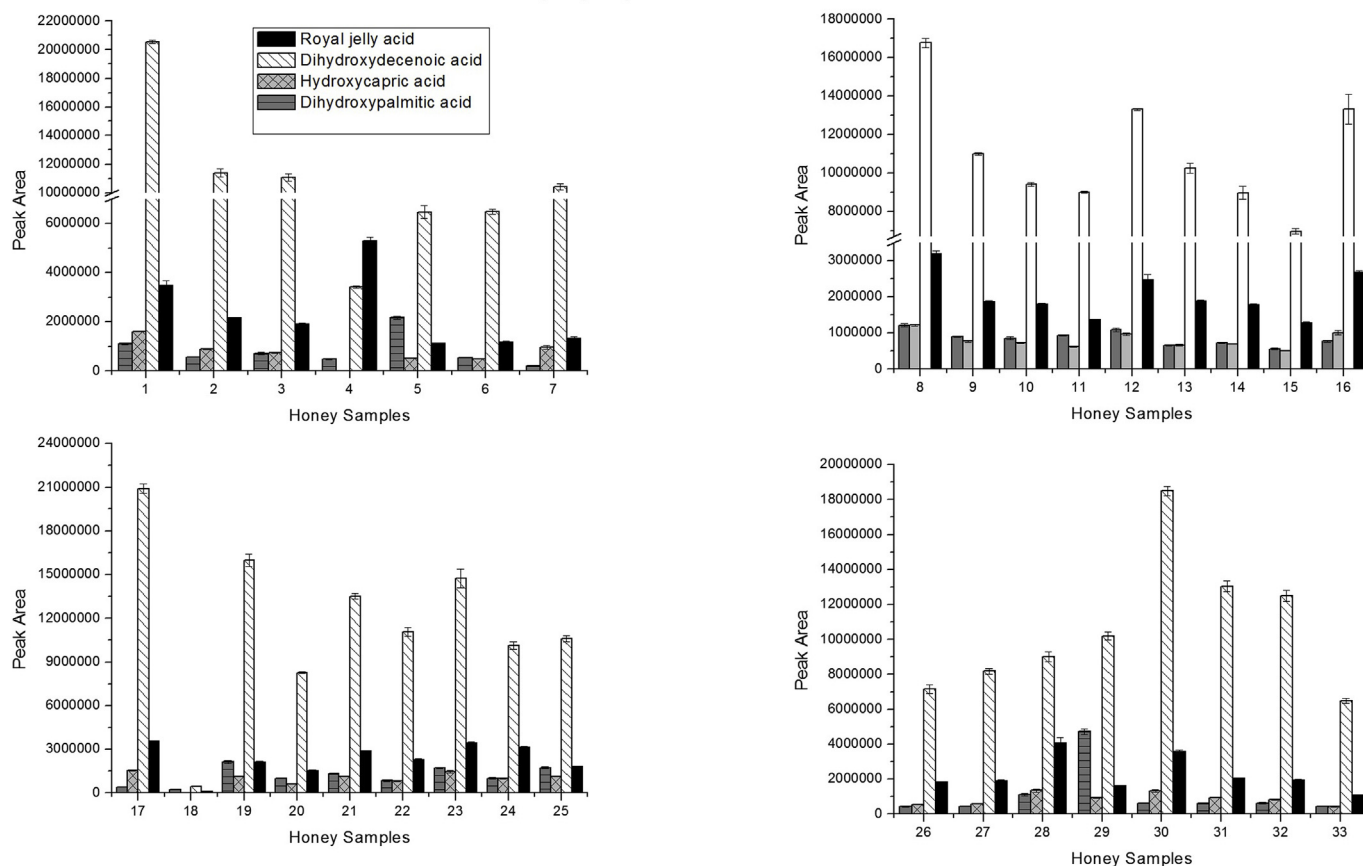 22000000
20000000
18000000
16000000
14000000
12000000
10000000
6000000
4000000
2000000
0
Peak Area
Royal jelly acid
Dihydroxydecenoic acid
Hydroxycapric acid
Dihydroxypalmitic acid
1 2 3 4 5 6 7
Honey Samples
18000000
16000000
14000000
12000000
10000000
8000000
3000000
2000000
1000000
0
Peak Area
8 9 10 11 12 13 14 15 16
Honey Samples
24000000
21000000
18000000
15000000
12000000
9000000
6000000
3000000
0
Peak Area
17 18 19 20 21 22 23 24 25
Honey Samples
20000000
18000000
16000000
14000000
12000000
10000000
8000000
6000000
4000000
2000000
0
Peak Area
26 27 28 29 30 31 32 33
Honey Samples